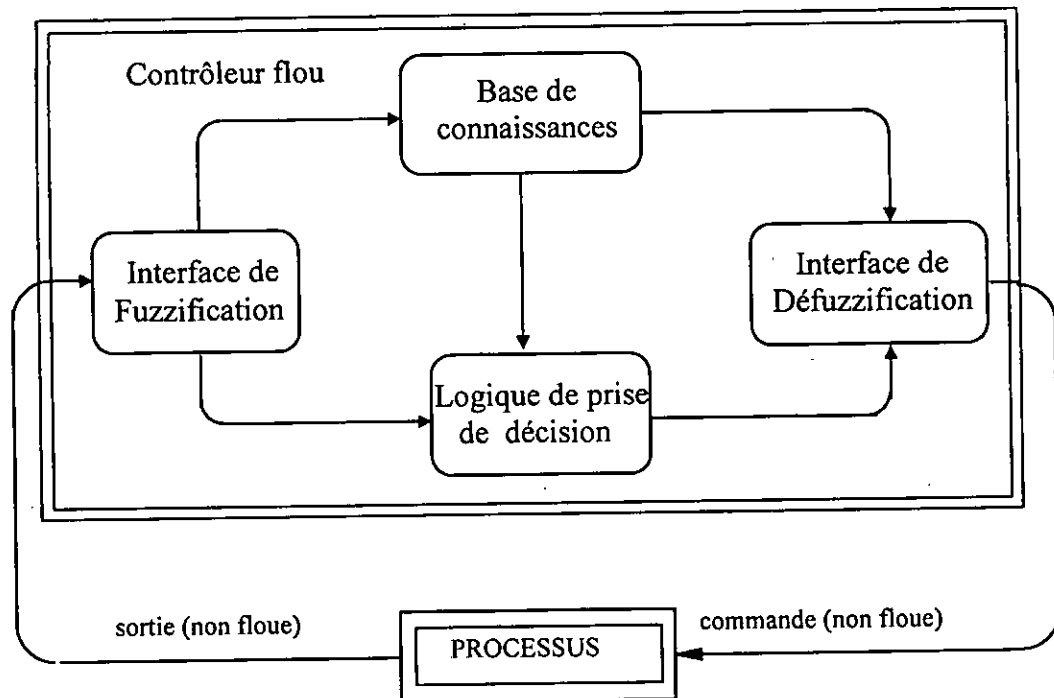 Contrôleur flou
Base de
connaissances
Interface de
Fuzzification
Interface de
Défuzzification
Logique de prise
de décision
sortie (non floue)
commande (non floue)
PROCESSUS